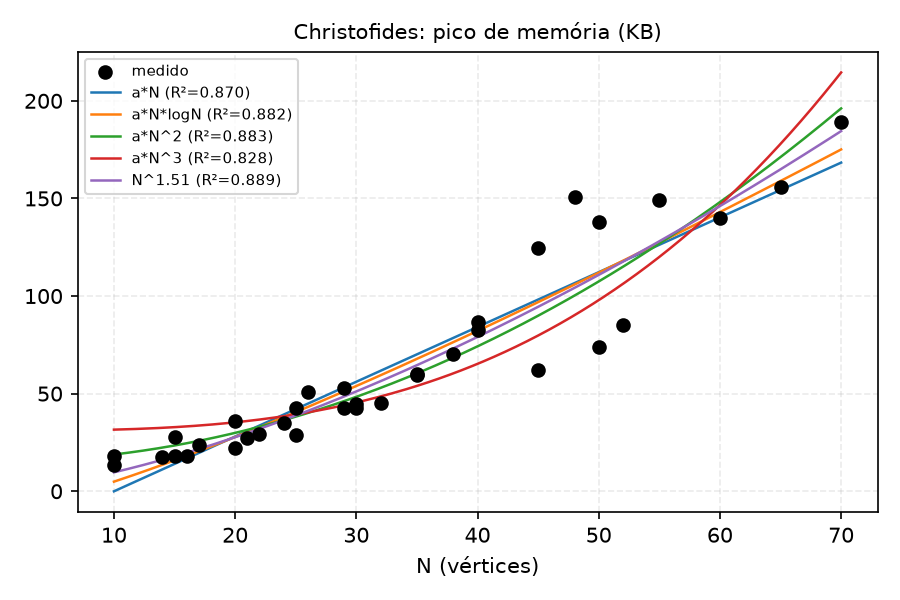 Christofides: pico de memória (KB)
medido
a*N (R²=0.870)
a*N*logN (R²=0.882)
a*N^2 (R²=0.883)
a*N^3 (R²=0.828)
N^1.51 (R²=0.889)
200
150
100
50
0
10 20 30 40 50 60 70
N (vértices)